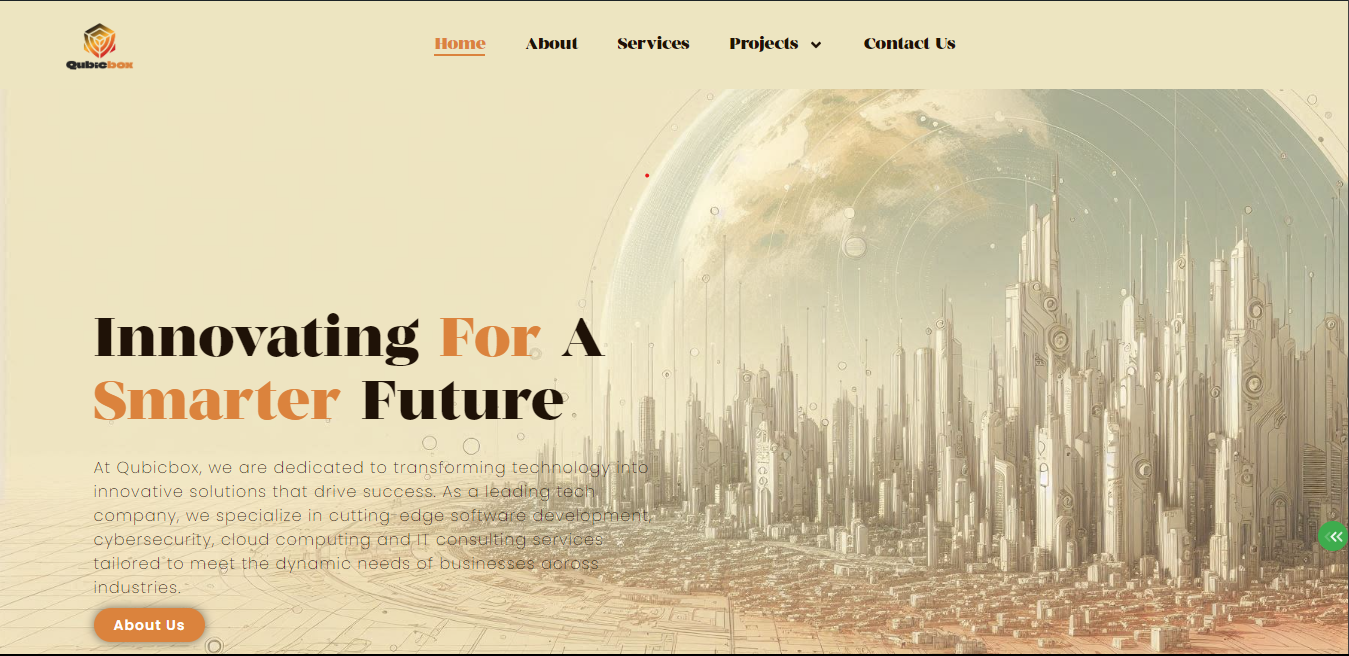 Qubicbox
Home About Services Projects Contact Us
Innovating For A
Smarter Future
At Qubicbox, we are dedicated to transforming technology into
innovative solutions that drive success. As a leading tech
company, we specialize in cutting-edge software development,
cybersecurity, cloud computing and IT consulting services
tailored to meet the dynamic needs of businesses across
industries.
About Us